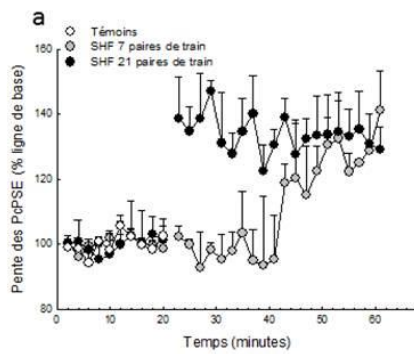 a
Témoins
SHF 7 paires de train
SHF 21 paires de train
160
140
120
100
80
Pente des PcPSE (% ligne de base)
0 10 20 30 40 50 60
Temps (minutes)